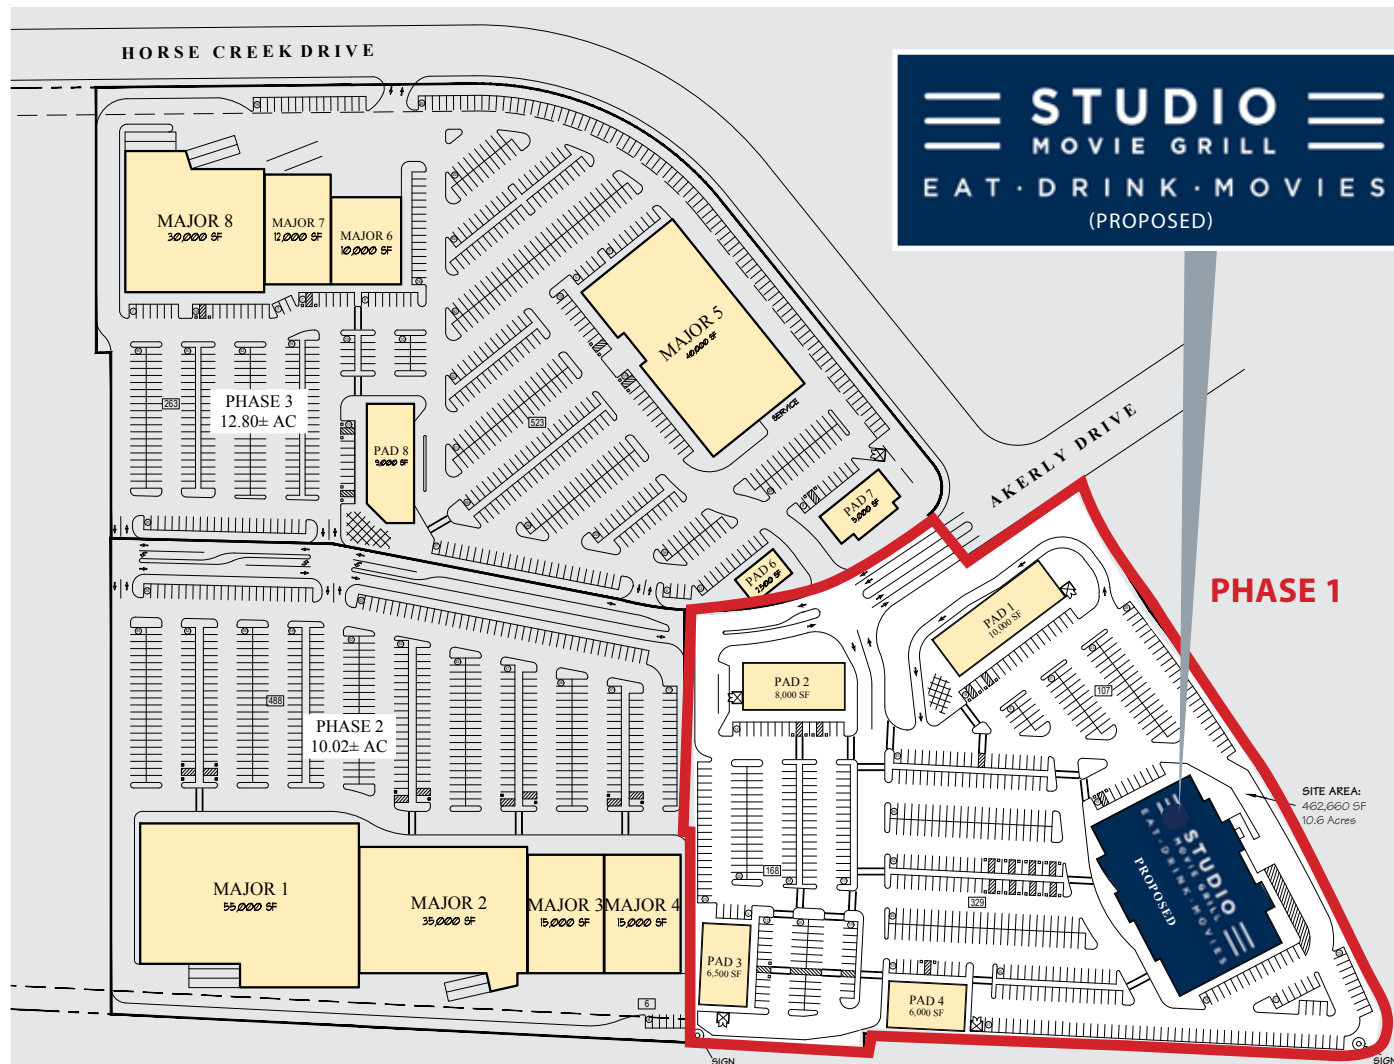 HORSE CREEK DRIVE
STUDIO
MOVIE GRILL
EAT·DRINK·MOVIES
(PROPOSED)
MAJOR 8
30,000 SF
MAJOR 7
12,000 SF
MAJOR 6
10,000 SF
MAJOR 5
40,000 SF
SERVICE
PHASE 3
12.80± AC
263
523
PAD 8
9,000 SF
PAD 7
5,000 SF
PAD 6
2,500 SF
AKERLY DRIVE
PHASE 1
PAD 1
10,000 SF
PAD 2
8,000 SF
107
488
PHASE 2
10.02± AC
SITE AREA:
462,660 SF
10.6 Acres
STUDIO
MOVIE GRILL
EAT·DRINK·MOVIES
PROPOSED
168
329
MAJOR 1
55,000 SF
MAJOR 2
35,000 SF
MAJOR 3
15,000 SF
MAJOR 4
15,000 SF
PAD 3
6,500 SF
PAD 4
6,000 SF
6
SIGN
SIGN